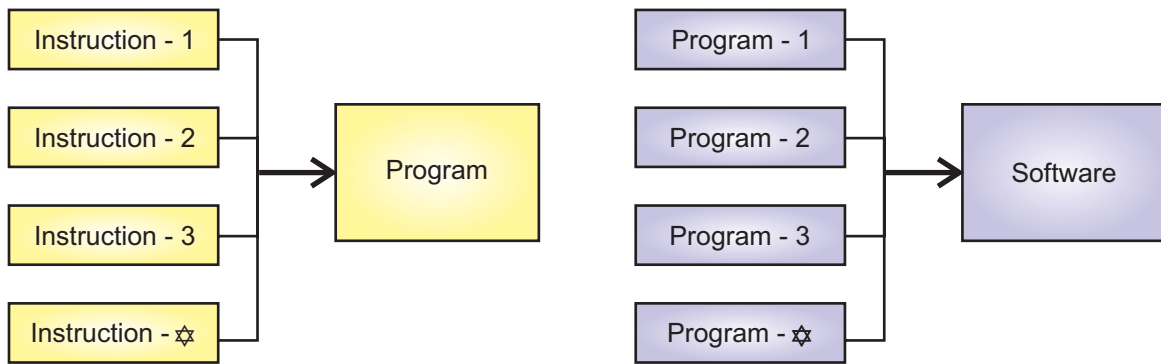 Instruction - 1
Instruction - 2
Instruction - 3
Instruction - ✡
Program
Program - 1
Program - 2
Program - 3
Program - ✡
Software